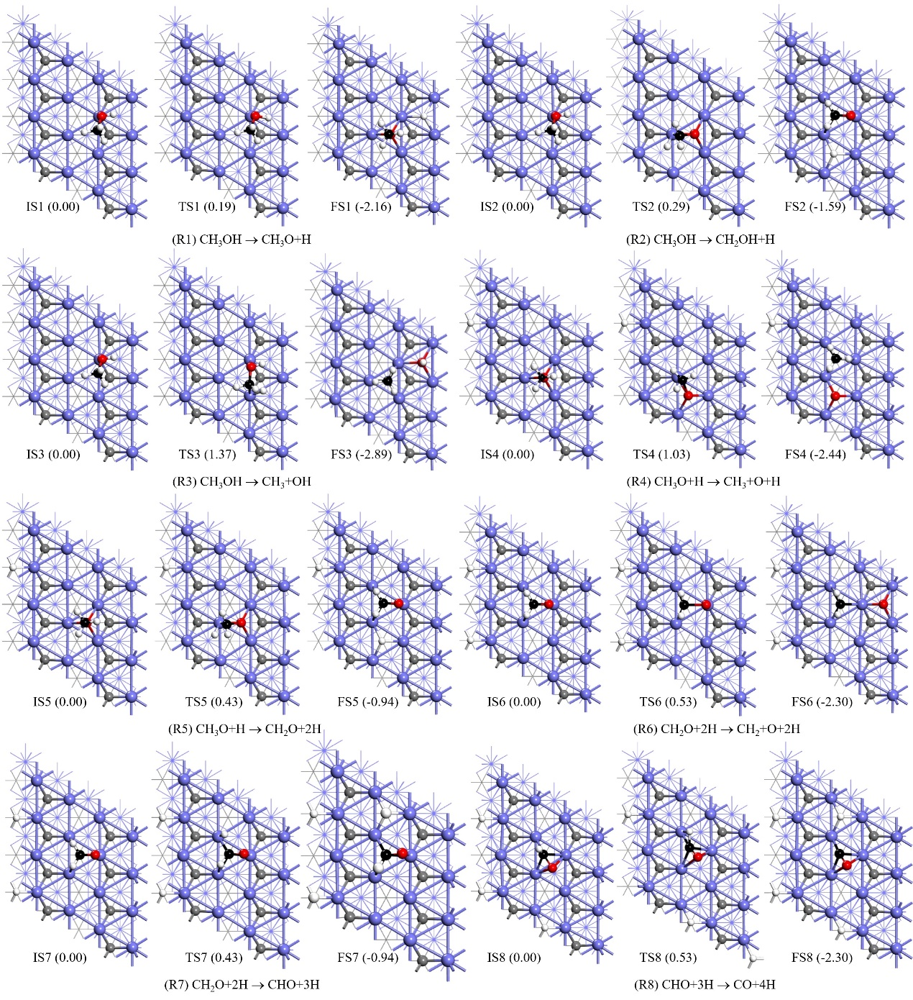 IS1 (0.00) TS1 (0.19) FS1 (-2.16) IS2 (0.00) TS2 (0.29) FS2 (-1.59)
(R1) CH₃OH → CH₃O+H (R2) CH₃OH → CH₂OH+H
IS3 (0.00) TS3 (1.37) FS3 (-2.89) IS4 (0.00) TS4 (1.03) FS4 (-2.44)
(R3) CH₃OH → CH₃+OH (R4) CH₃O+H → CH₃+O+H
IS5 (0.00) TS5 (0.43) FS5 (-0.94) IS6 (0.00) TS6 (0.53) FS6 (-2.30)
(R5) CH₃O+H → CH₂O+2H (R6) CH₂O+2H → CH₂+O+2H
IS7 (0.00) TS7 (0.43) FS7 (-0.94) IS8 (0.00) TS8 (0.53) FS8 (-2.30)
(R7) CH₂O+2H → CHO+3H (R8) CHO+3H → CO+4H